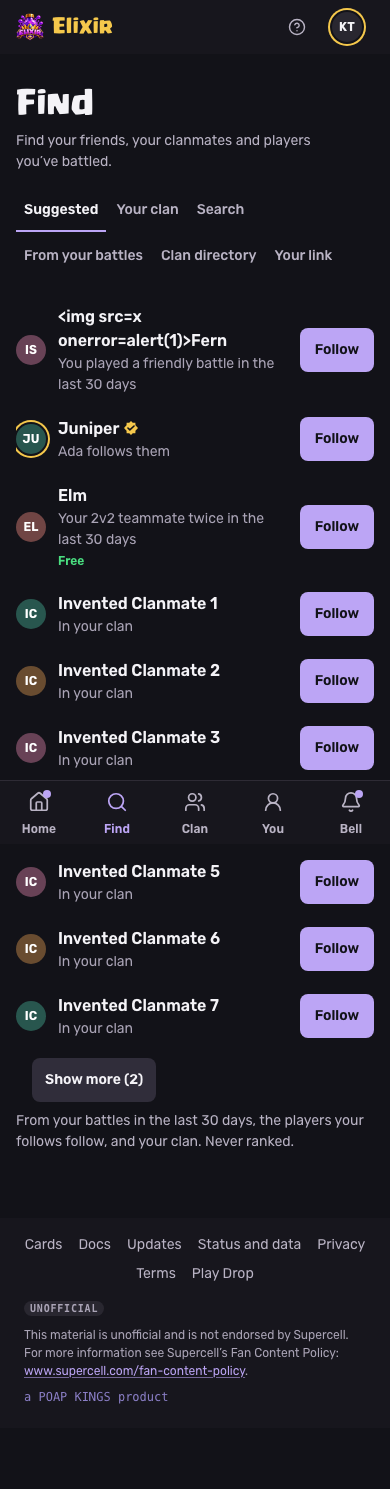 Elixir
KT
Find
Find your friends, your clanmates and players
you've battled.
Suggested Your clan Search
From your battles Clan directory Your link
<img src=x
onerror=alert(1)>Fern
IS
You played a friendly battle in the
last 30 days
Follow
JU
Juniper
Ada follows them
Follow
Elm
EL
Your 2v2 teammate twice in the
last 30 days
Free
Follow
IC
Invented Clanmate 1
In your clan
Follow
IC
Invented Clanmate 2
In your clan
Follow
IC
Invented Clanmate 3
In your clan
Follow
Home Find Clan You Bell
IC
Invented Clanmate 5
In your clan
Follow
IC
Invented Clanmate 6
In your clan
Follow
IC
Invented Clanmate 7
In your clan
Follow
Show more (2)
From your battles in the last 30 days, the players your
follows follow, and your clan. Never ranked.
Cards Docs Updates Status and data Privacy
Terms Play Drop
UNOFFICIAL
This material is unofficial and is not endorsed by Supercell.
For more information see Supercell's Fan Content Policy:
www.supercell.com/fan-content-policy.
a POAP KINGS product